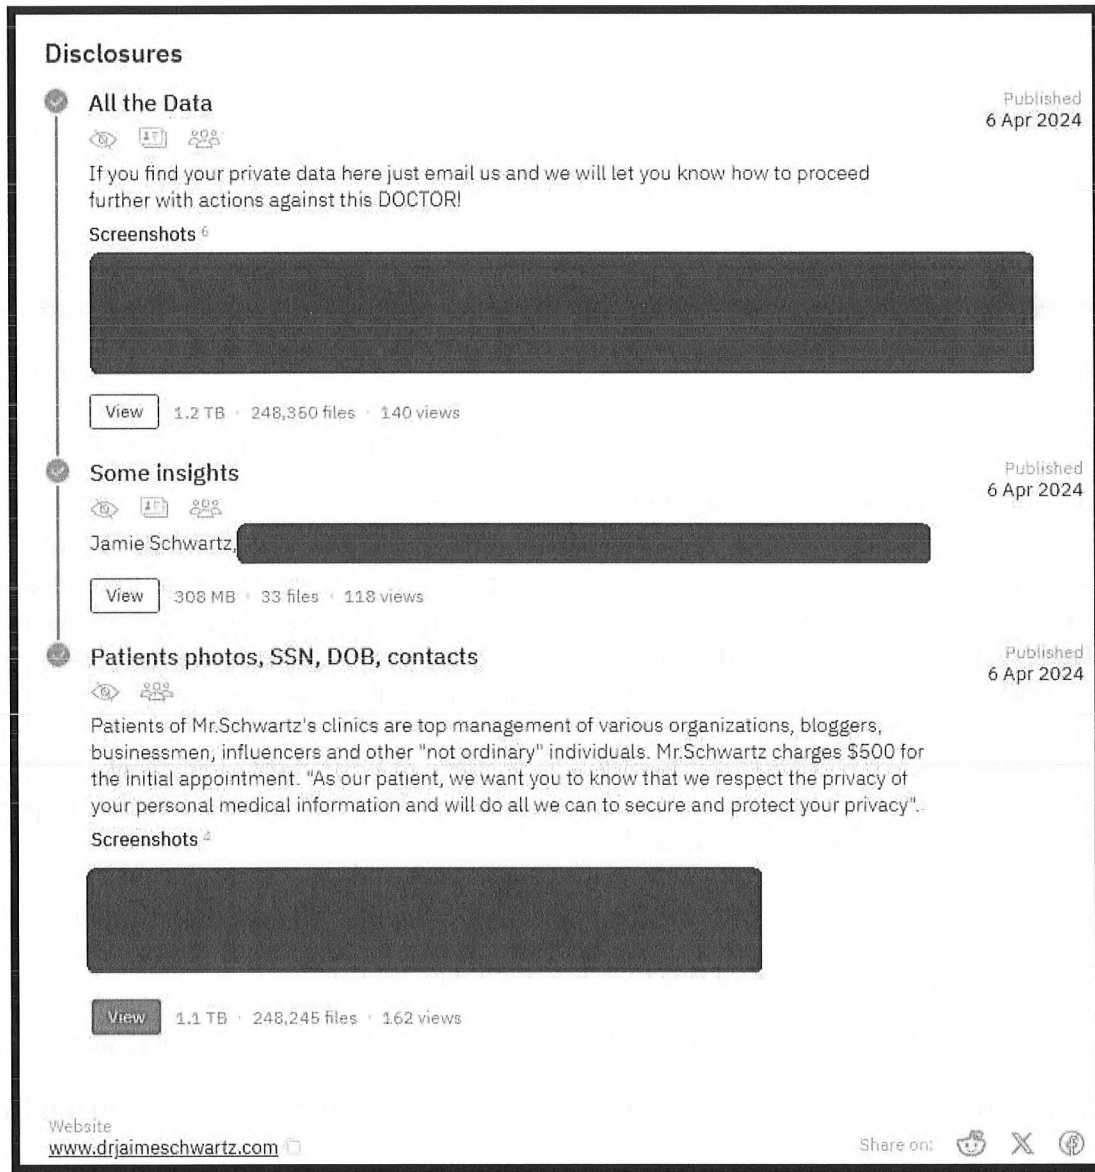 Disclosures
All the Data
Published
6 Apr 2024
If you find your private data here just email us and we will let you know how to proceed
further with actions against this DOCTOR!
Screenshots 6
View 1.2 TB · 248,350 files · 140 views
Some insights
Published
6 Apr 2024
Jamie Schwartz,
View 308 MB · 33 files · 118 views
Patients photos, SSN, DOB, contacts
Published
6 Apr 2024
Patients of Mr.Schwartz's clinics are top management of various organizations, bloggers,
businessmen, influencers and other "not ordinary" individuals. Mr.Schwartz charges $500 for
the initial appointment. "As our patient, we want you to know that we respect the privacy of
your personal medical information and will do all we can to secure and protect your privacy".
Screenshots 4
View 1.1 TB · 248,245 files · 162 views
Website
www.drjaimeschwartz.com
Share on: